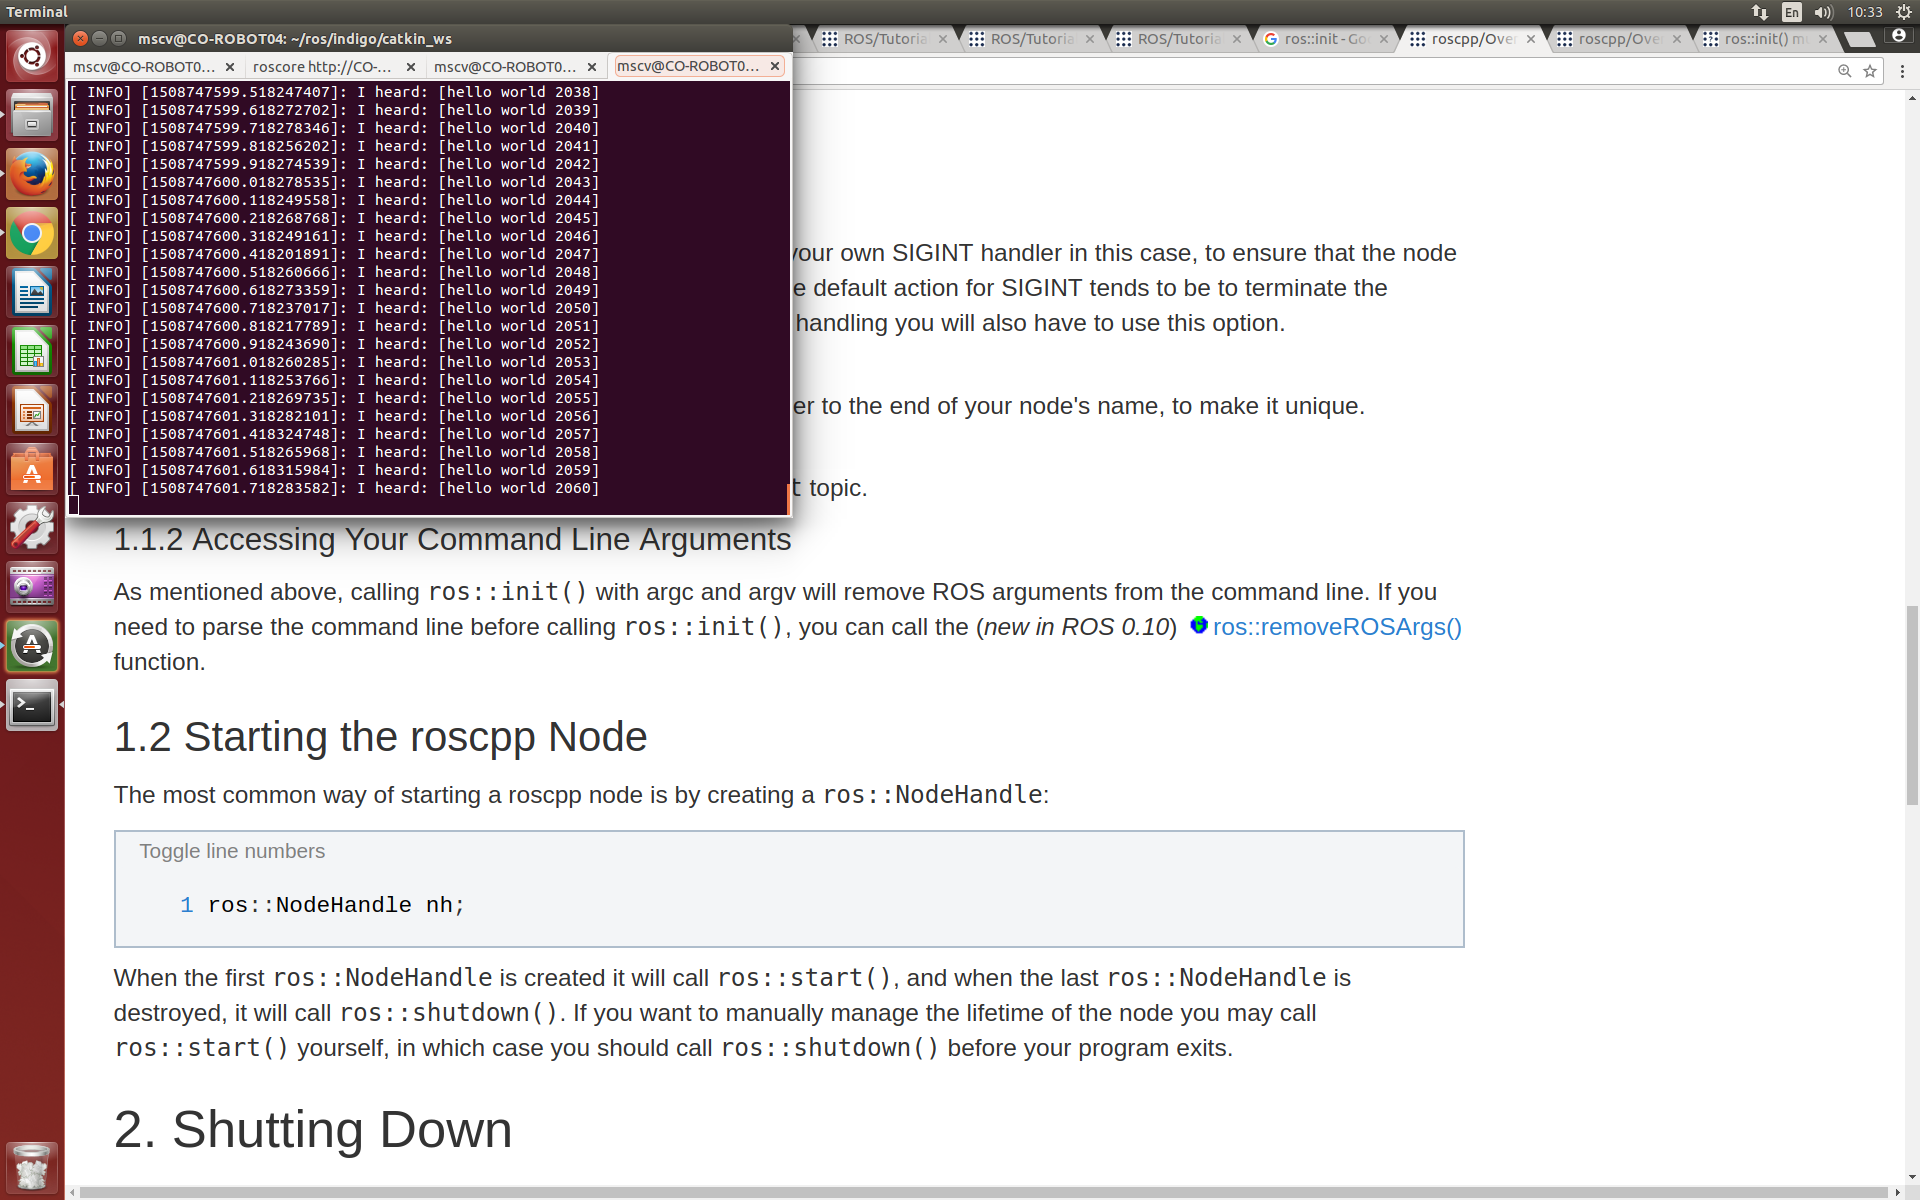 Terminal
En
10:33
mscv@CO-ROBOT04: ~/ros/indigo/catkin_ws
mscv@CO-ROBOT0...
roscore http://CO-...
mscv@CO-ROBOT0...
mscv@CO-ROBOT0...
ROS/Tutoria
ROS/Tutoria
ROS/Tutoria
ros::init - Go
roscpp/Over
roscpp/Over
ros::init() m
[ INFO] [1508747599.518247407]: I heard: [hello world 2038]
[ INFO] [1508747599.618272702]: I heard: [hello world 2039]
[ INFO] [1508747599.718278346]: I heard: [hello world 2040]
[ INFO] [1508747599.818256202]: I heard: [hello world 2041]
[ INFO] [1508747599.918274539]: I heard: [hello world 2042]
[ INFO] [1508747600.018278535]: I heard: [hello world 2043]
[ INFO] [1508747600.118249558]: I heard: [hello world 2044]
[ INFO] [1508747600.218268768]: I heard: [hello world 2045]
[ INFO] [1508747600.318249161]: I heard: [hello world 2046]
[ INFO] [1508747600.418201891]: I heard: [hello world 2047]
[ INFO] [1508747600.518260666]: I heard: [hello world 2048]
[ INFO] [1508747600.618273359]: I heard: [hello world 2049]
[ INFO] [1508747600.718237017]: I heard: [hello world 2050]
[ INFO] [1508747600.818217789]: I heard: [hello world 2051]
[ INFO] [1508747600.918243690]: I heard: [hello world 2052]
[ INFO] [1508747601.018260285]: I heard: [hello world 2053]
[ INFO] [1508747601.118253766]: I heard: [hello world 2054]
[ INFO] [1508747601.218269735]: I heard: [hello world 2055]
[ INFO] [1508747601.318282101]: I heard: [hello world 2056]
[ INFO] [1508747601.418324748]: I heard: [hello world 2057]
[ INFO] [1508747601.518265968]: I heard: [hello world 2058]
[ INFO] [1508747601.618315984]: I heard: [hello world 2059]
[ INFO] [1508747601.718283582]: I heard: [hello world 2060]
your own SIGINT handler in this case, to ensure that the node
e default action for SIGINT tends to be to terminate the
handling you will also have to use this option.
er to the end of your node's name, to make it unique.
t topic.
1.1.2 Accessing Your Command Line Arguments
As mentioned above, calling ros::init() with argc and argv will remove ROS arguments from the command line. If you
need to parse the command line before calling ros::init(), you can call the (new in ROS 0.10) ros::removeROSArgs()
function.
1.2 Starting the roscpp Node
The most common way of starting a roscpp node is by creating a ros::NodeHandle:
Toggle line numbers
1 ros::NodeHandle nh;
When the first ros::NodeHandle is created it will call ros::start(), and when the last ros::NodeHandle is
destroyed, it will call ros::shutdown(). If you want to manually manage the lifetime of the node you may call
ros::start() yourself, in which case you should call ros::shutdown() before your program exits.
2. Shutting Down